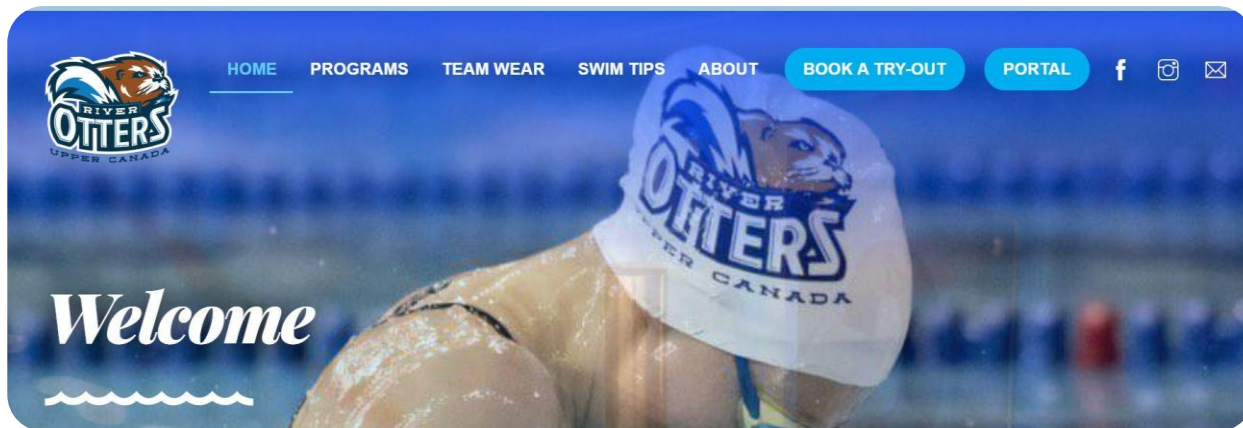 HOME PROGRAMS TEAM WEAR SWIM TIPS ABOUT BOOK A TRY-OUT PORTAL f
RIVER
OTTERS
UPPER CANADA
RIVER
OTTERS
UPPER CANADA
Welcome